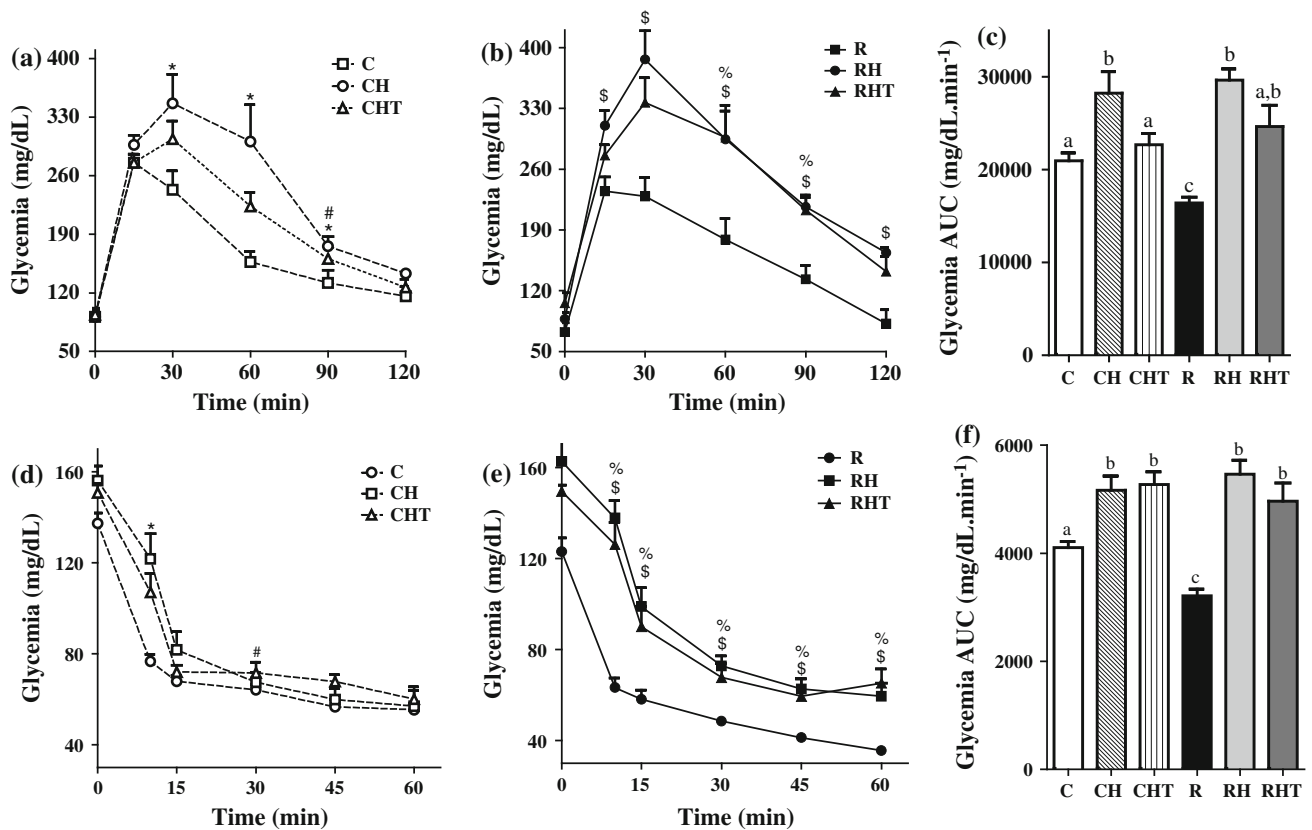 (a)
Glycemia (mg/dL)
400
330
260
190
120
50
C
CH
CHT
*
*
#
*
0 30 60 90 120
Time (min)
(b)
Glycemia (mg/dL)
400
330
260
190
120
50
R
RH
RHT
$
$
%
$
%
$
$
0 30 60 90 120
Time (min)
(c)
Glycemia AUC (mg/dL.min-1)
30000
20000
10000
0
a b a c b a,b
C CH CHT R RH RHT
(d)
Glycemia (mg/dL)
160
120
80
40
C
CH
CHT
*
#
0 15 30 45 60
Time (min)
(e)
Glycemia (mg/dL)
160
120
80
40
R
RH
RHT
%
$
%
$
%
$
%
$
%
$
0 15 30 45 60
Time (min)
(f)
Glycemia AUC (mg/dL.min-1)
6000
4000
2000
0
a b b c b b
C CH CHT R RH RHT